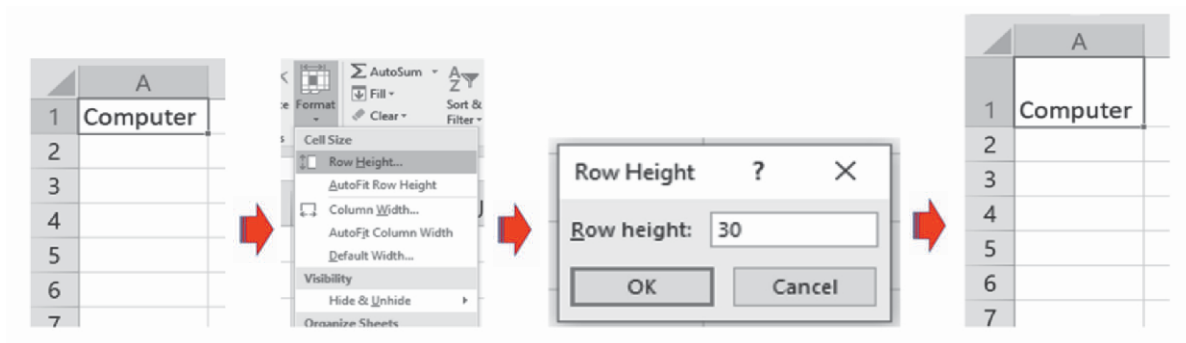 A
1 Computer
2
3
4
5
6
7
AutoSum
Format
Fill
Clear
Sort &
Filter
Cell Size
Row Height...
AutoFit Row Height
Column Width...
AutoFit Column Width
Default Width...
Visibility
Hide & Unhide
Organize Sheets
Row Height ? X
Row height: 30
OK Cancel
A
1 Computer
2
3
4
5
6
7